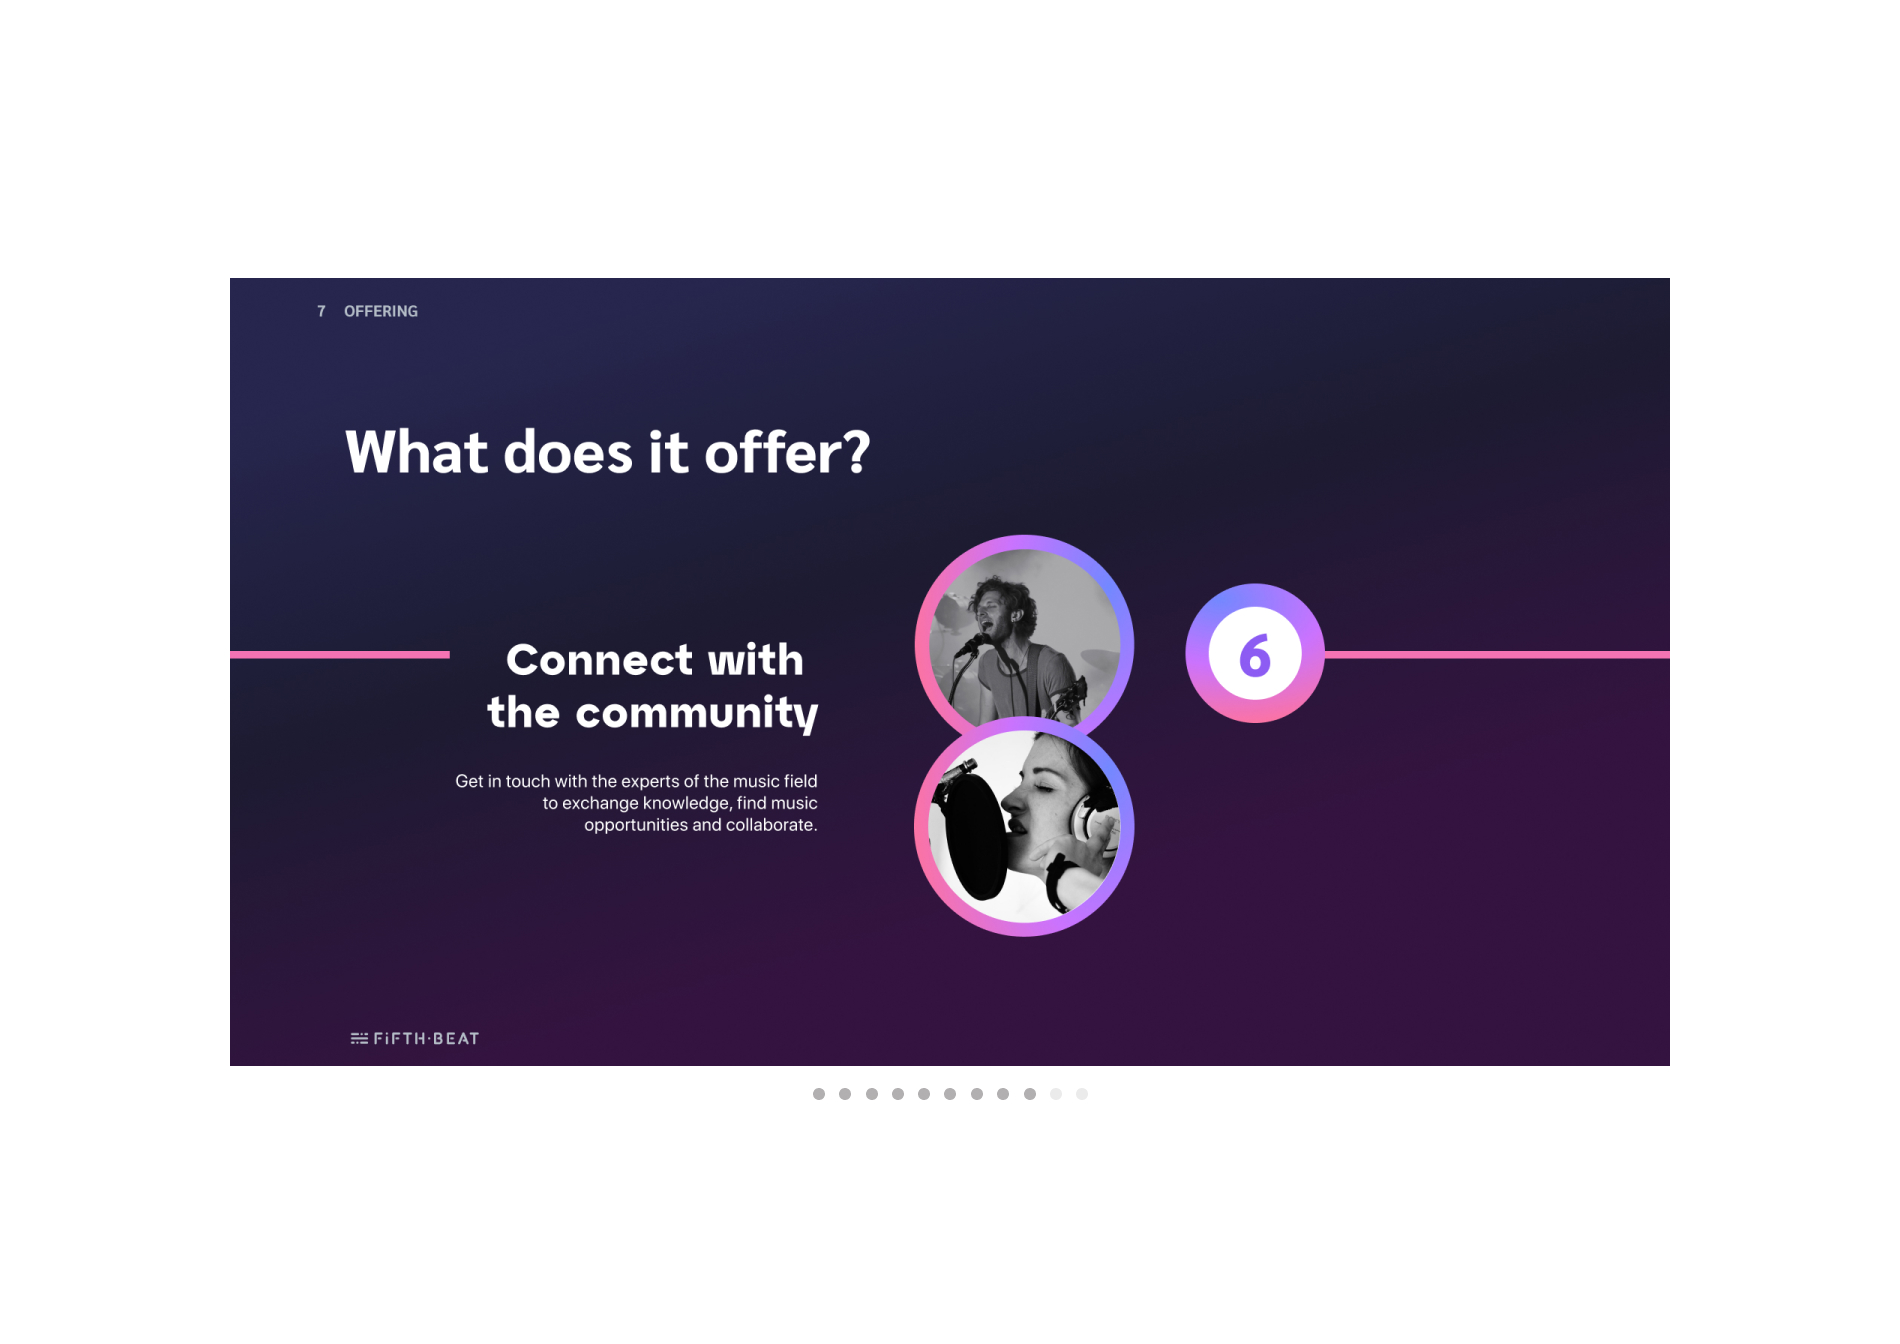 7 OFFERING
What does it offer?
Connect with
the community
Get in touch with the experts of the music field
to exchange knowledge, find music
opportunities and collaborate.
6
FiFTH·BEAT